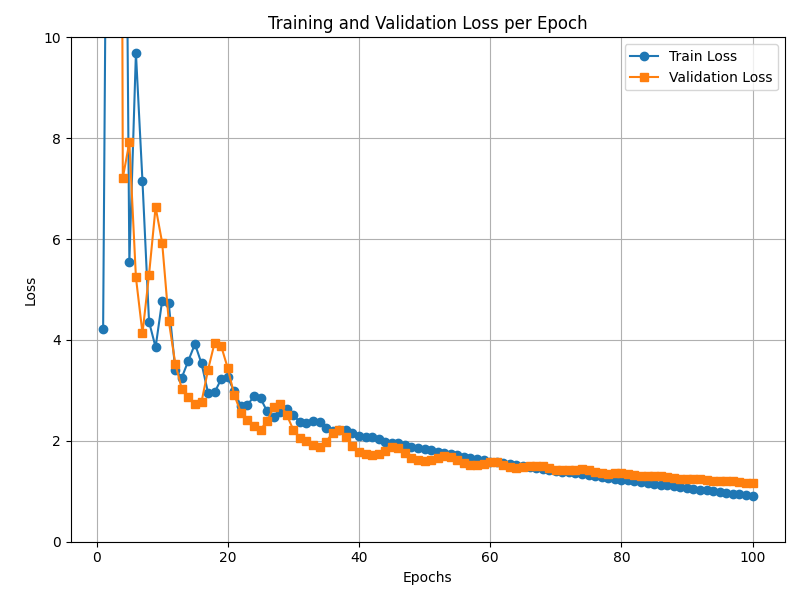 Training and Validation Loss per Epoch
Train Loss
Validation Loss
10
8
6
4
2
0
Loss
0 20 40 60 80 100
Epochs